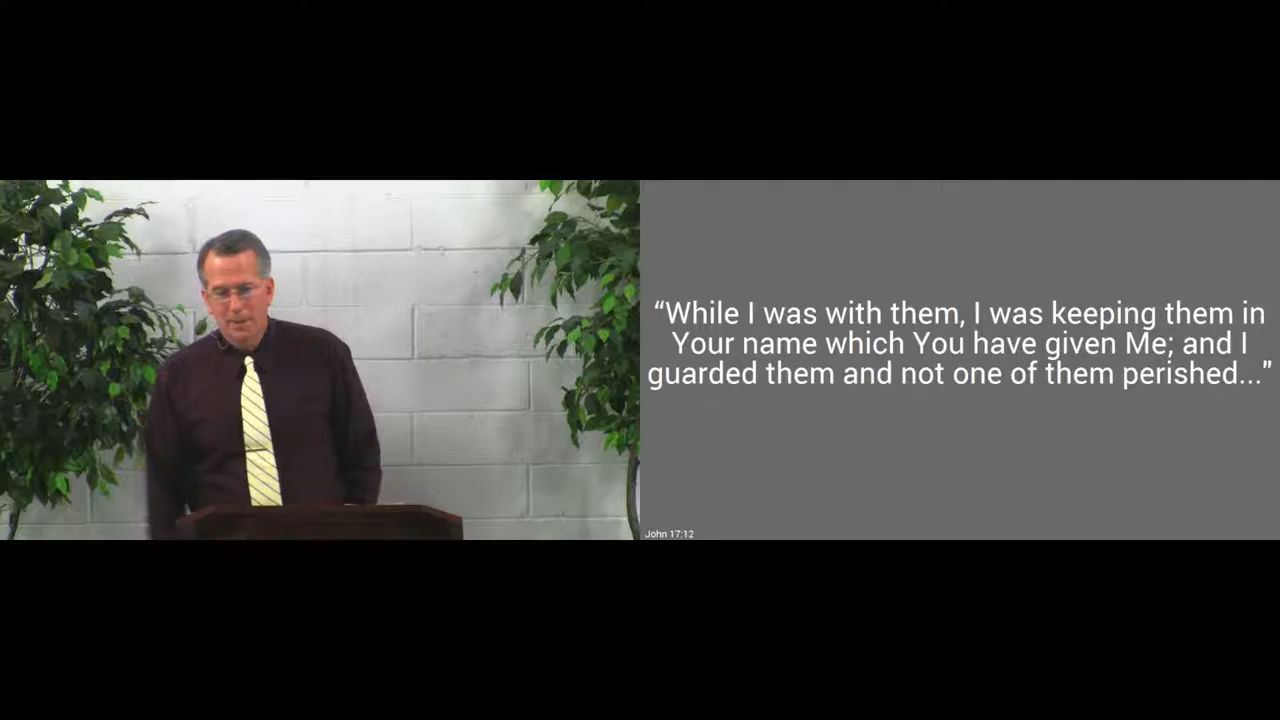 “While I was with them, I was keeping them in
Your name which You have given Me; and I
guarded them and not one of them perished...”
John 17:12